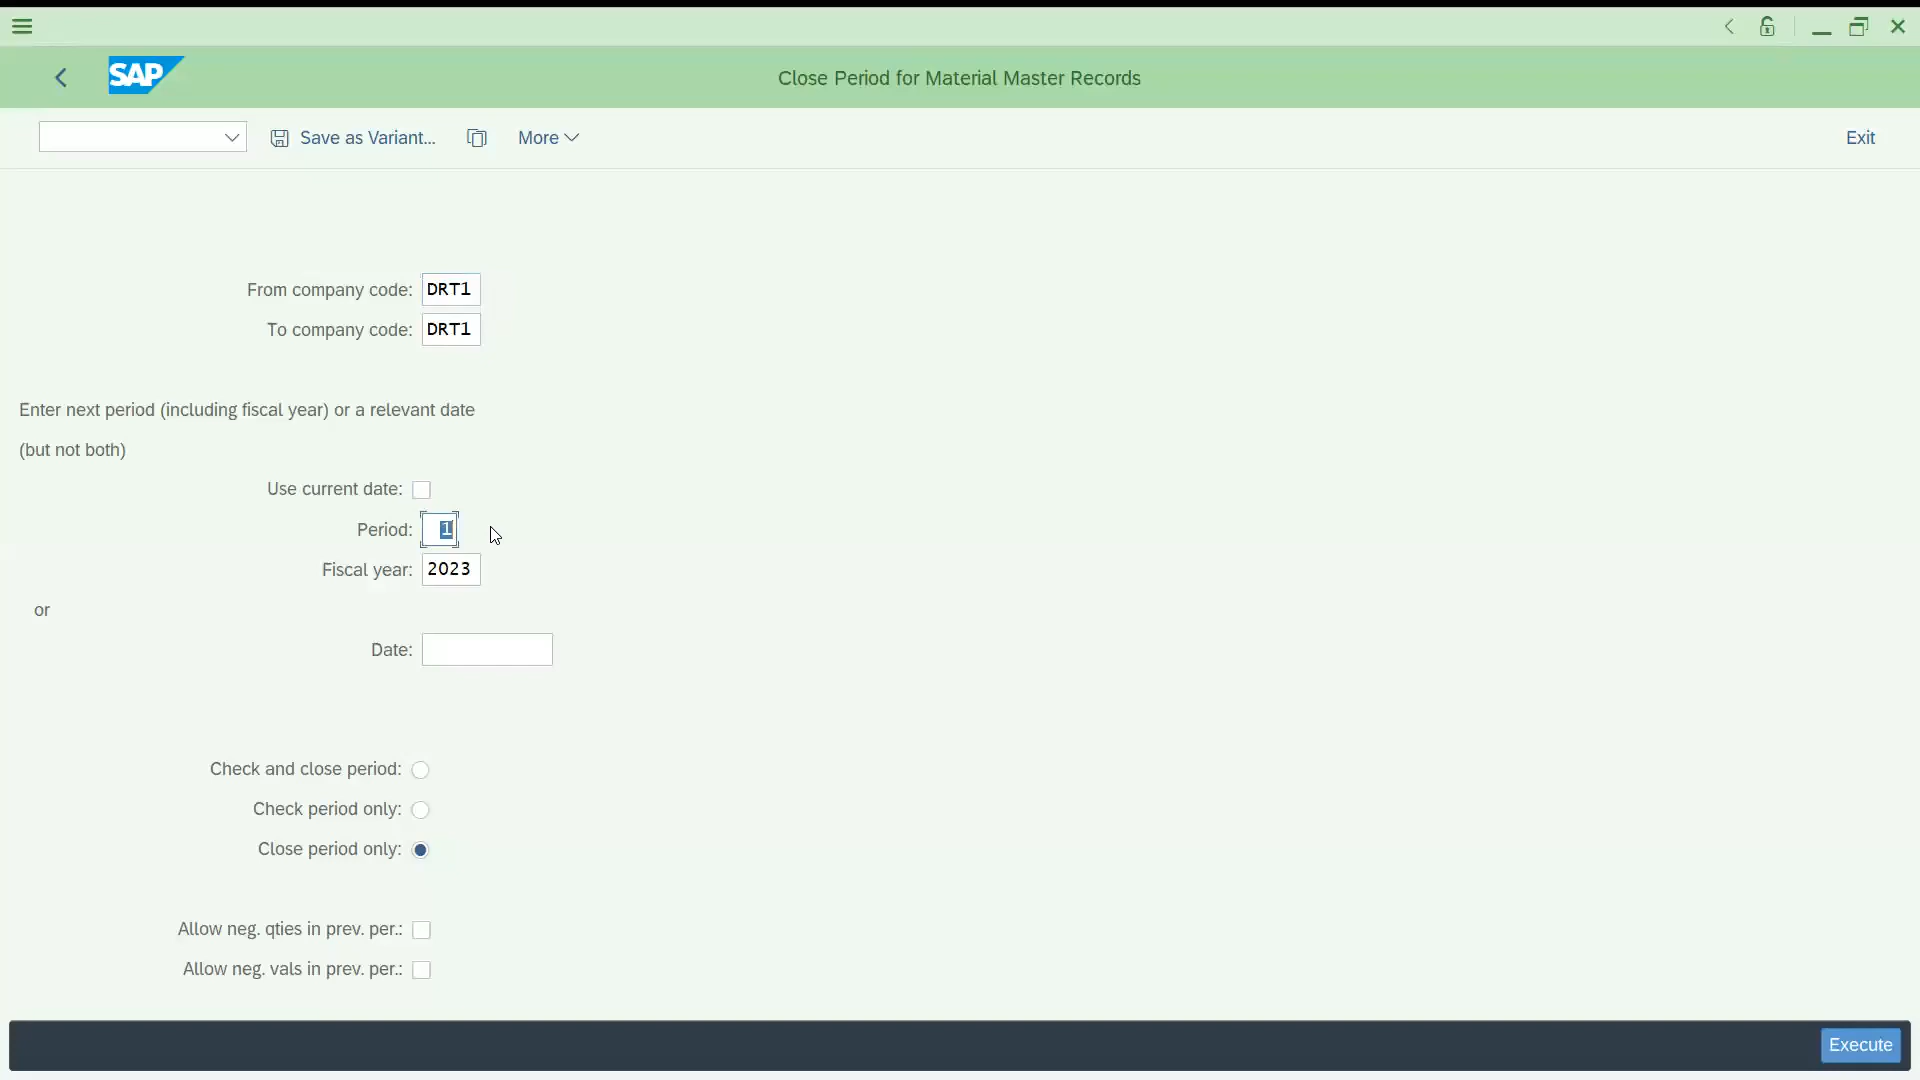 SAP
Close Period for Material Master Records
Save as Variant...
More
Exit
From company code: DRT1
To company code: DRT1
Enter next period (including fiscal year) or a relevant date
(but not both)
Use current date:
Period: 1
Fiscal year: 2023
or
Date:
Check and close period:
Check period only:
Close period only:
Allow neg. qties in prev. per.:
Allow neg. vals in prev. per.:
Execute